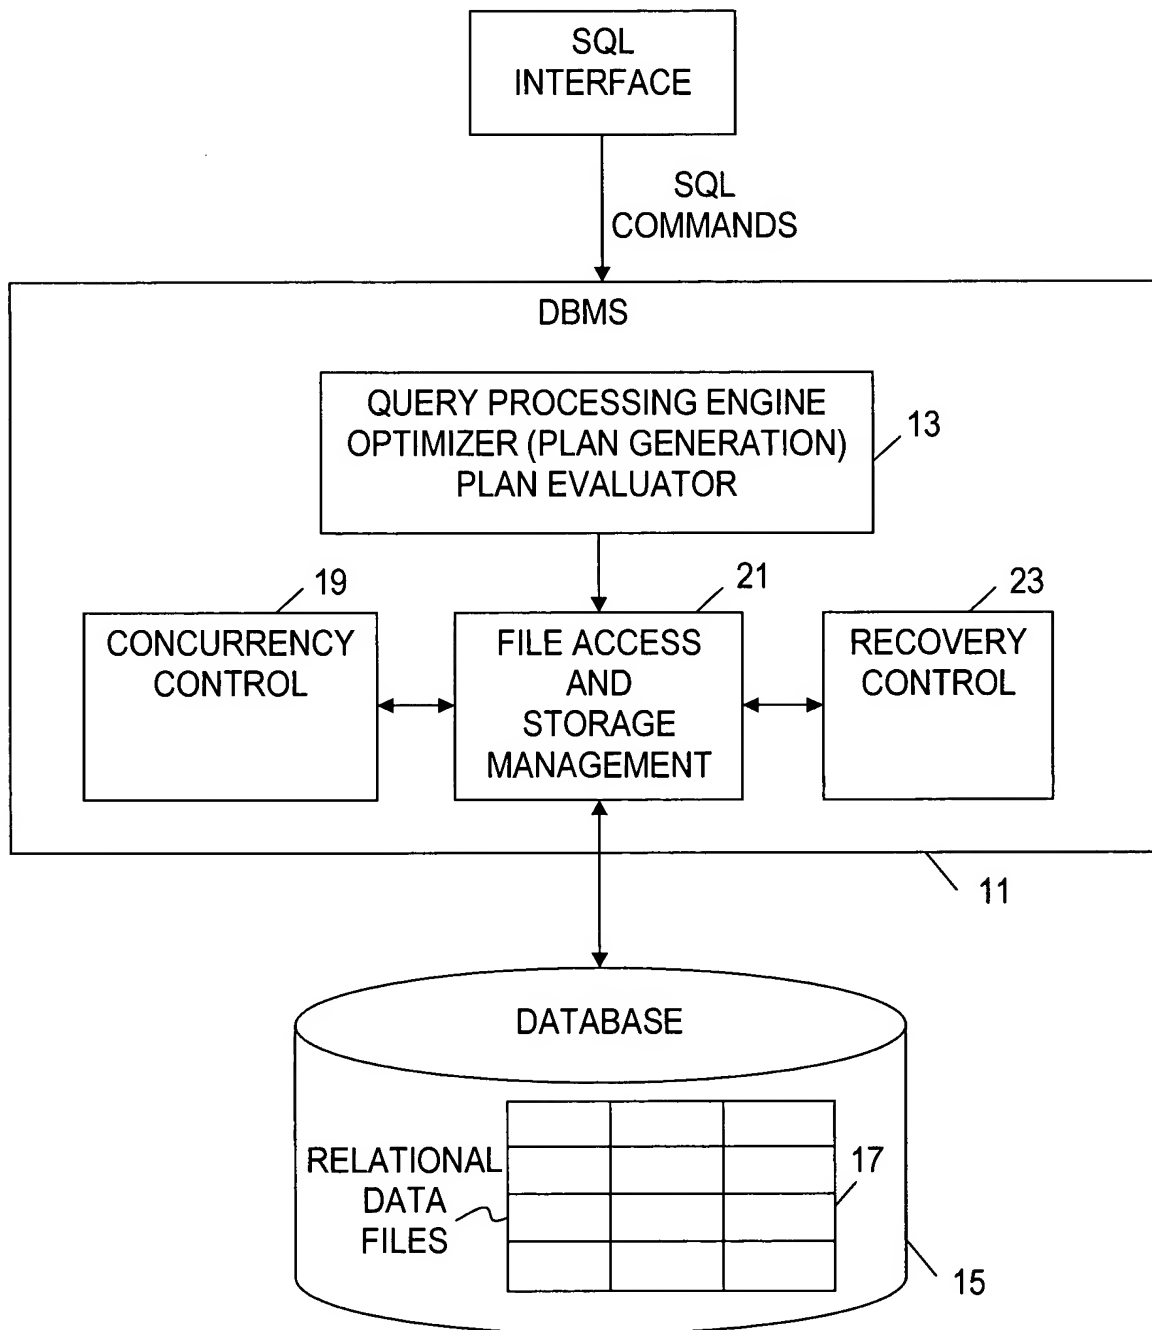 SQL
INTERFACE
SQL
COMMANDS
DBMS
QUERY PROCESSING ENGINE
OPTIMIZER (PLAN GENERATION)
PLAN EVALUATOR
13
19
21
23
CONCURRENCY
CONTROL
FILE ACCESS
AND
STORAGE
MANAGEMENT
RECOVERY
CONTROL
11
DATABASE
RELATIONAL
DATA
FILES
17
15